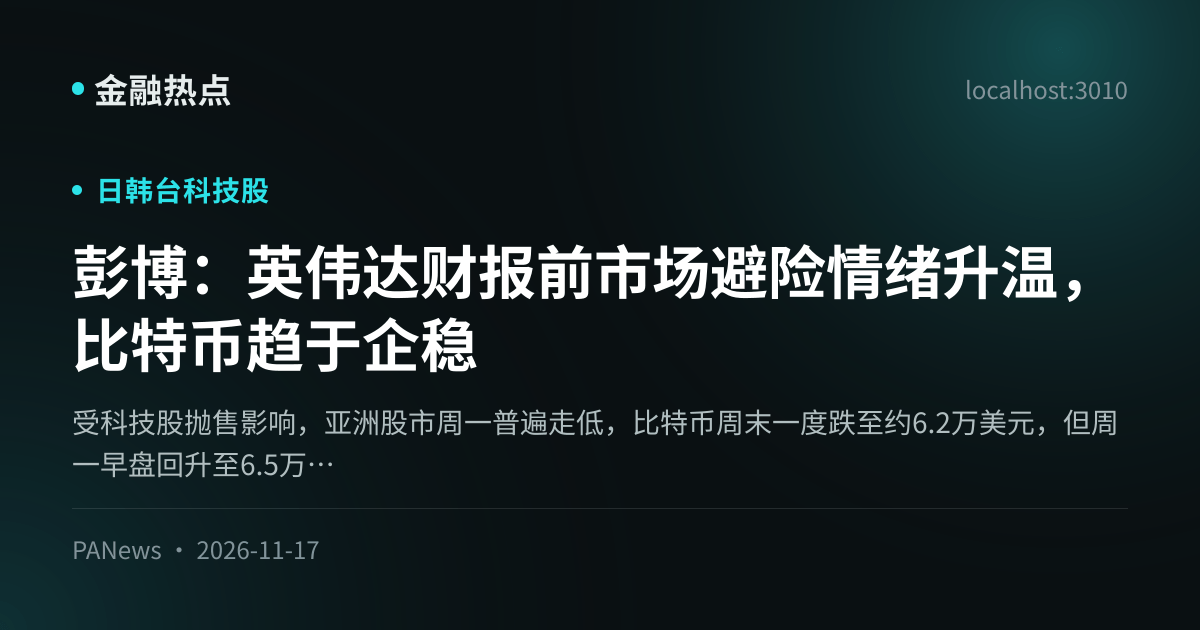 金融热点
localhost:3010
日韩台科技股
彭博：英伟达财报前市场避险情绪升温，
比特币趋于企稳
受科技股抛售影响，亚洲股市周一普遍走低，比特币周末一度跌至约6.2万美元，但周
一早盘回升至6.5万…
PANews • 2026-11-17